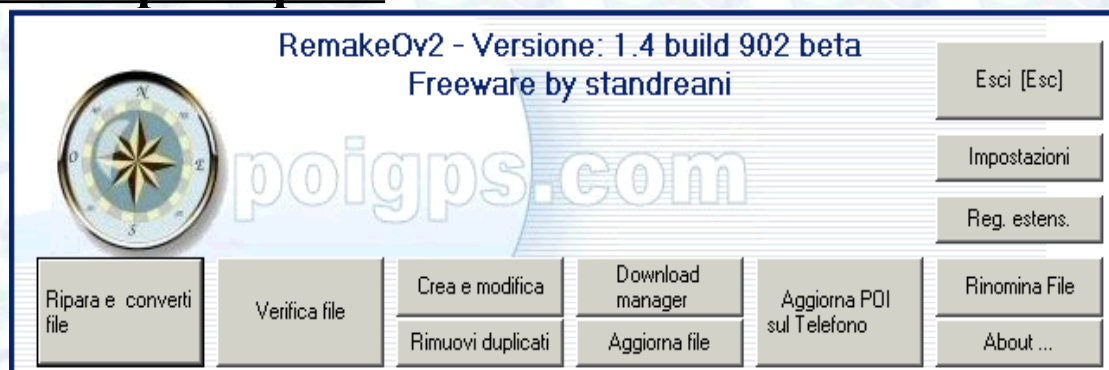 RemakeOv2 - Versione: 1.4 build 902 beta
Freeware by standreani
Esci [Esc]
N
O
E
S
poigps.com
Impostazioni
Reg. estens.
Ripara e converti
file
Verifica file
Crea e modifica
Rimuovi duplicati
Download
manager
Aggiorna file
Aggiorna POI
sul Telefono
Rinomina File
About ...